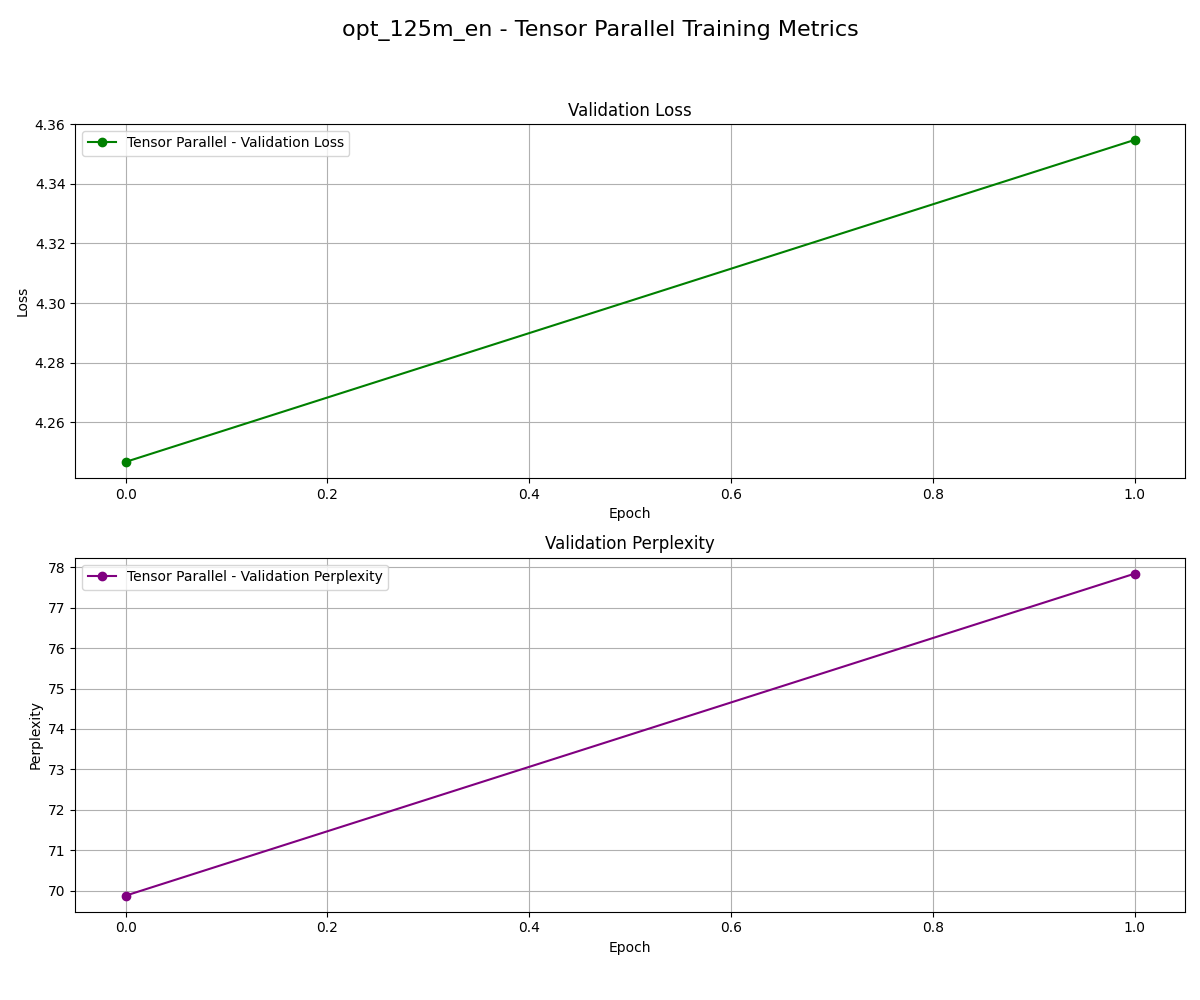 opt_125m_en - Tensor Parallel Training Metrics
Validation Loss
Tensor Parallel - Validation Loss
4.36
4.34
4.32
4.30
4.28
4.26
Loss
0.0 0.2 0.4 0.6 0.8 1.0
Epoch
Validation Perplexity
Tensor Parallel - Validation Perplexity
78
77
76
75
74
73
72
71
70
Perplexity
0.0 0.2 0.4 0.6 0.8 1.0
Epoch